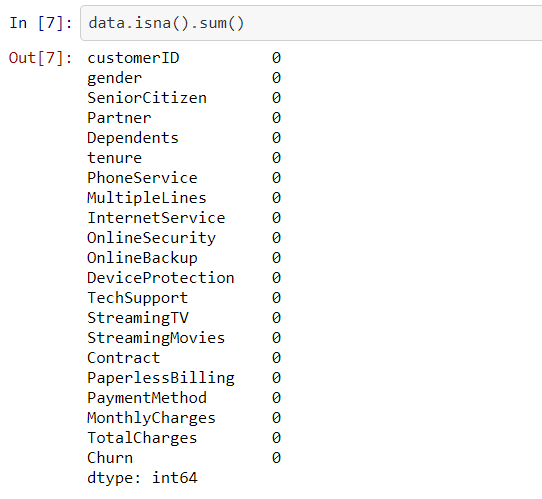 In [7]: data.isna().sum()
Out[7]: customerID 0
gender 0
SeniorCitizen 0
Partner 0
Dependents 0
tenure 0
PhoneService 0
MultipleLines 0
InternetService 0
OnlineSecurity 0
OnlineBackup 0
DeviceProtection 0
TechSupport 0
StreamingTV 0
StreamingMovies 0
Contract 0
PaperlessBilling 0
PaymentMethod 0
MonthlyCharges 0
TotalCharges 0
Churn 0
dtype: int64